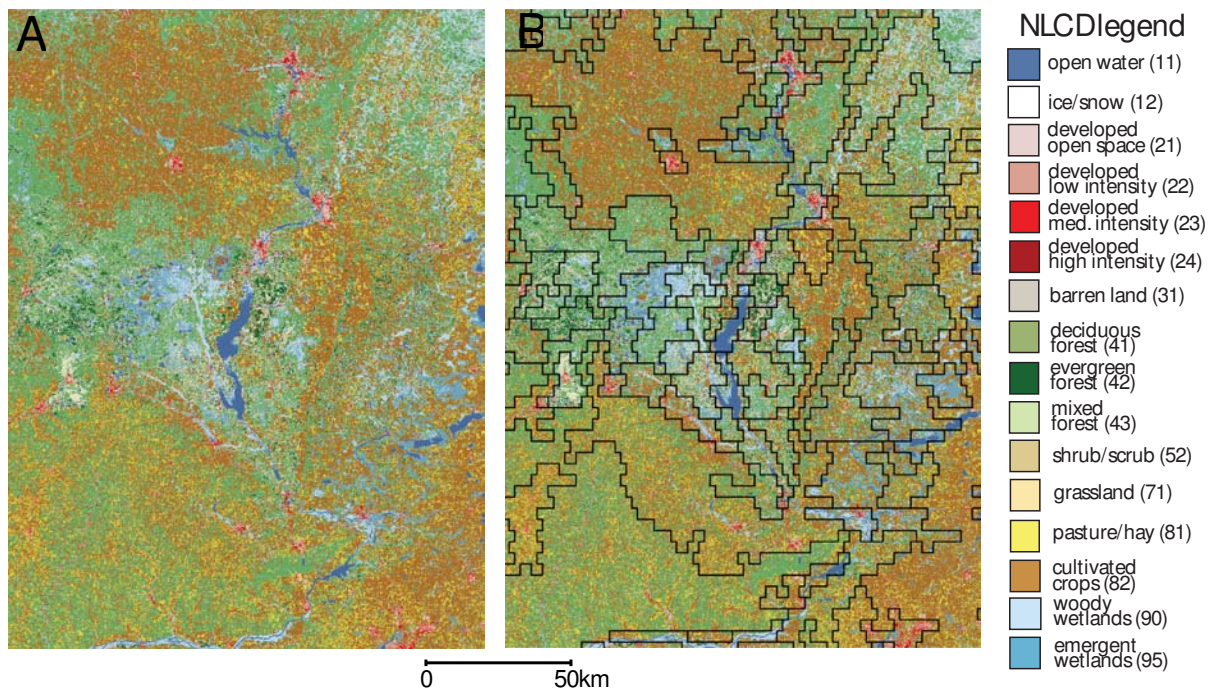 A
B
NLCD legend
open water (11)
ice/snow (12)
developed
open space (21)
developed
low intensity (22)
developed
med. intensity (23)
developed
high intensity (24)
barren land (31)
deciduous
forest (41)
evergreen
forest (42)
mixed
forest (43)
shrub/scrub (52)
grassland (71)
pasture/hay (81)
cultivated
crops (82)
woody
wetlands (90)
emergent
wetlands (95)
0
50km